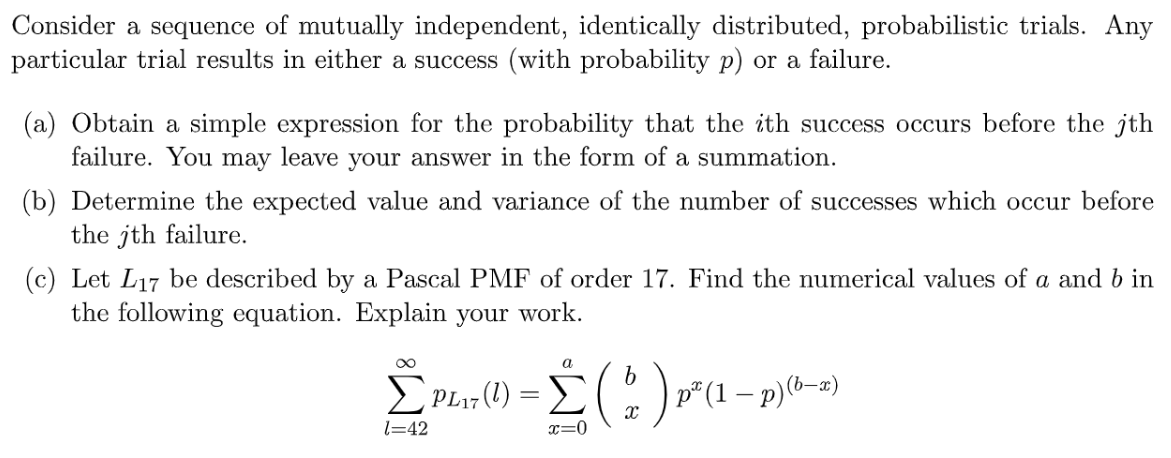 Consider a sequence of mutually independent, identically distributed, probabilistic trials. Any
particular trial results in either a success (with probability p) or a failure.
(a) Obtain a simple expression for the probability that the ith success occurs before the jth
failure. You may leave your answer in the form of a summation.
(b) Determine the expected value and variance of the number of successes which occur before
the jth failure.
(c) Let L_{17} be described by a Pascal PMF of order 17. Find the numerical values of a and b in
the following equation. Explain your work.
\sum_{l=42}^{\infty} p_{L_{17}}(l) = \sum_{x=0}^{a} \binom{b}{x} p^x (1 - p)^{(b-x)}